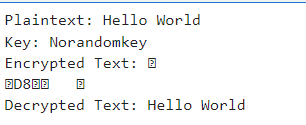 Plaintext: Hello World
Key: Norandomkey
Encrypted Text:
D8
Decrypted Text: Hello World